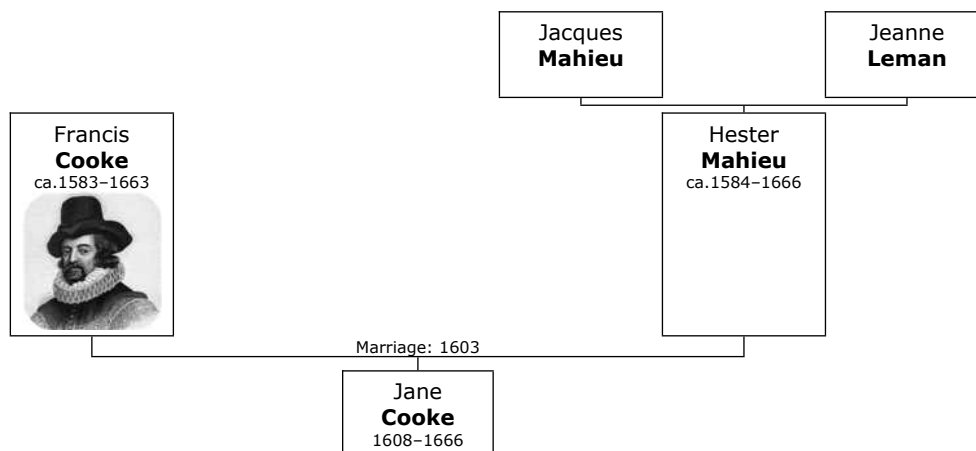 Jacques
Mahieu
Jeanne
Leman
Francis
Cooke
ca.1583–1663
Hester
Mahieu
ca.1584–1666
Marriage: 1603
Jane
Cooke
1608–1666